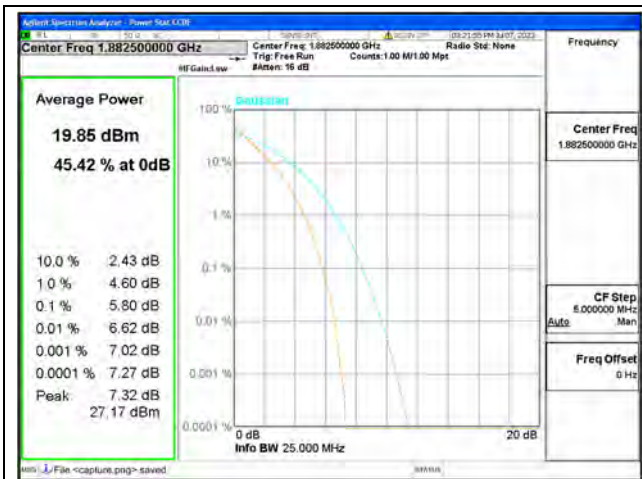 Agilent Spectrum Analyzer - Power Stat CCDF
Center Freq 1.882500000 GHz
Center Freq: 1.882500000 GHz
Radio Std: None
Trig: Free Run
Counts:1.00 M/1.00 Mpt
#IFGain:Low
#Atten: 16 dB
Average Power
19.85 dBm
45.42 % at 0dB
10.0 % 2.43 dB
1.0 % 4.60 dB
0.1 % 5.80 dB
0.01 % 6.62 dB
0.001 % 7.02 dB
0.0001 % 7.27 dB
Peak 7.32 dB
27.17 dBm
Gaussian
100 %
10 %
1 %
0.1 %
0.01 %
0.001 %
0.0001 %
0 dB
20 dB
Info BW 25.000 MHz
Frequency
Center Freq
1.882500000 GHz
CF Step
5.000000 MHz
Auto Man
Freq Offset
0 Hz
MSG
File <capture.png> saved
STATUS